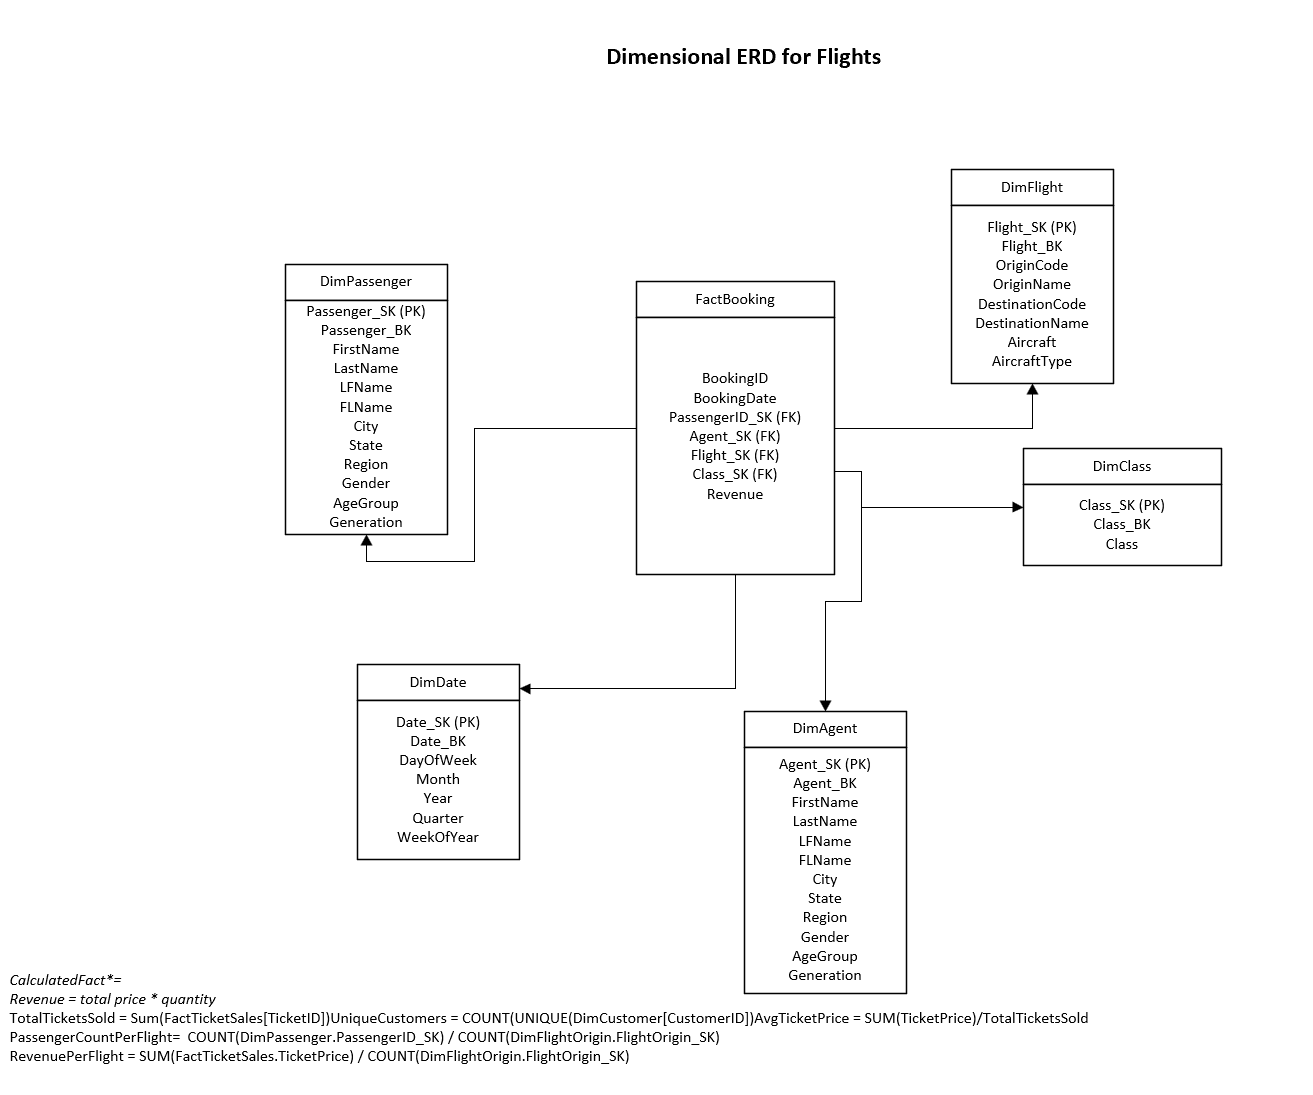 Dimensional ERD for Flights
DimPassenger
Passenger_SK (PK)
Passenger_BK
FirstName
LastName
LFName
FLName
City
State
Region
Gender
AgeGroup
Generation
FactBooking
BookingID
BookingDate
PassengerID_SK (FK)
Agent_SK (FK)
Flight_SK (FK)
Class_SK (FK)
Revenue
DimFlight
Flight_SK (PK)
Flight_BK
OriginCode
OriginName
DestinationCode
DestinationName
Aircraft
AircraftType
DimClass
Class_SK (PK)
Class_BK
Class
DimDate
Date_SK (PK)
Date_BK
DayOfWeek
Month
Year
Quarter
WeekOfYear
DimAgent
Agent_SK (PK)
Agent_BK
FirstName
LastName
LFName
FLName
City
State
Region
Gender
AgeGroup
Generation
CalculatedFact*=
Revenue = total price * quantity
TotalTicketsSold = Sum(FactTicketSales[TicketID])UniqueCustomers = COUNT(UNIQUE(DimCustomer[CustomerID])AvgTicketPrice = SUM(TicketPrice)/TotalTicketsSold
PassengerCountPerFlight=  COUNT(DimPassenger.PassengerID_SK) / COUNT(DimFlightOrigin.FlightOrigin_SK)
RevenuePerFlight = SUM(FactTicketSales.TicketPrice) / COUNT(DimFlightOrigin.FlightOrigin_SK)